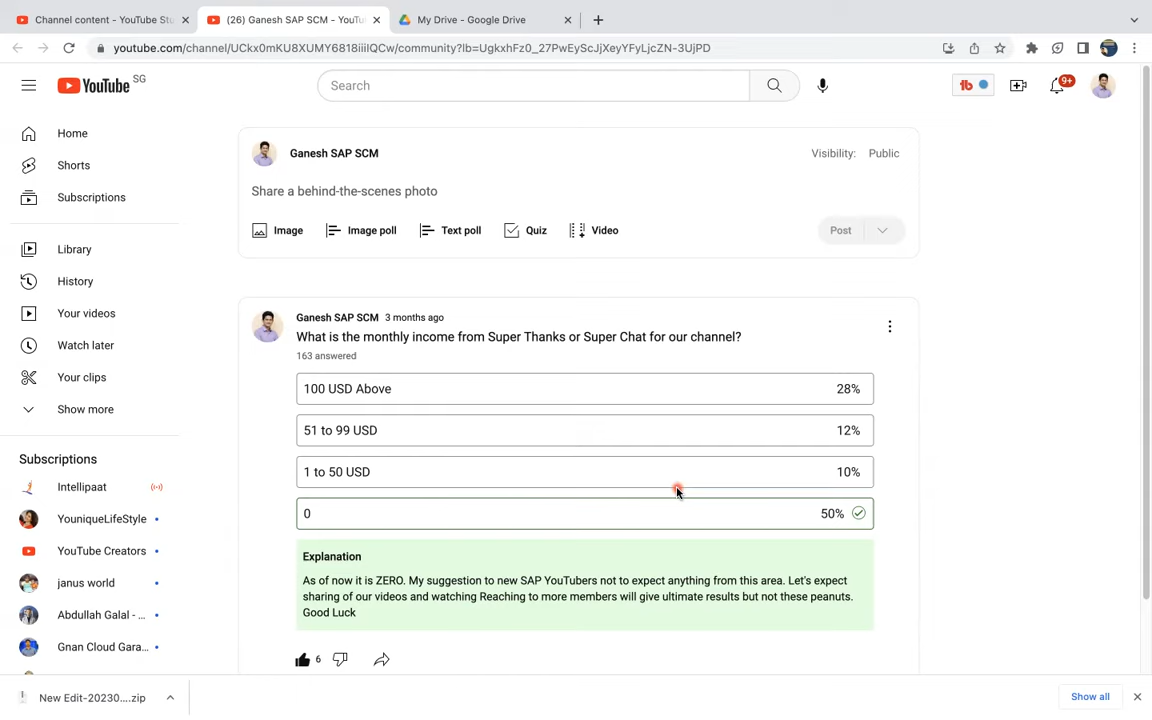 Channel content - YouTube Stu
(26) Ganesh SAP SCM - YouTu
My Drive - Google Drive
youtube.com/channel/UCkx0mKU8XUMY6818iiilQCw/community?lb=UgkxhFz0_27PwEyScJjXeyYFyLjcZN-3UjPD
YouTube SG
Search
9+
Home
Shorts
Subscriptions
Library
History
Your videos
Watch later
Your clips
Show more
Subscriptions
Intellipaat
YouniqueLifeStyle
YouTube Creators
janus world
Abdullah Galal - ...
Gnan Cloud Gara...
Ganesh SAP SCM
Visibility: Public
Share a behind-the-scenes photo
Image
Image poll
Text poll
Quiz
Video
Post
Ganesh SAP SCM 3 months ago
What is the monthly income from Super Thanks or Super Chat for our channel?
163 answered
100 USD Above 28%
51 to 99 USD 12%
1 to 50 USD 10%
0 50%
Explanation
As of now it is ZERO. My suggestion to new SAP YouTubers not to expect anything from this area. Let's expect
sharing of our videos and watching Reaching to more members will give ultimate results but not these peanuts.
Good Luck
6
New Edit-20230....zip
Show all